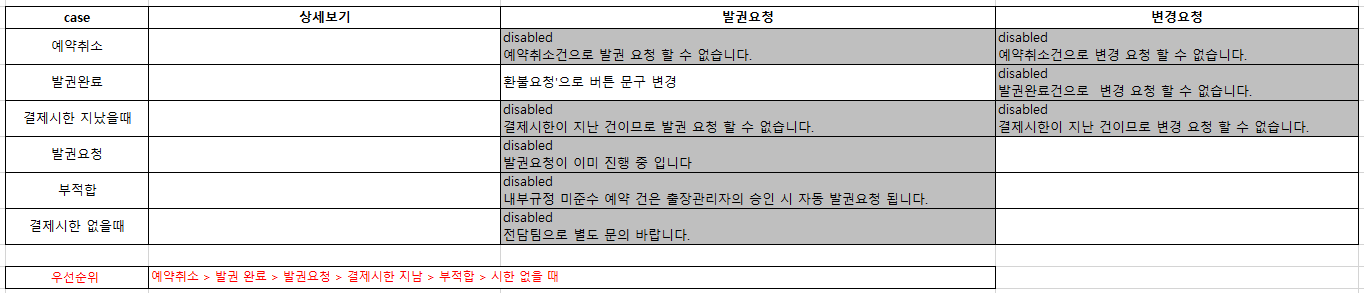 case 상세보기 발권요청 변경요청
예약취소 disabled disabled
예약취소건으로 발권 요청 할 수 없습니다. 예약취소건으로 변경 요청 할 수 없습니다.
발권완료 환불요청'으로 버튼 문구 변경 disabled
발권완료건으로  변경 요청 할 수 없습니다.
결제시한 지났을때 disabled disabled
결제시한이 지난 건이므로 발권 요청 할 수 없습니다. 결제시한이 지난 건이므로 변경 요청 할 수 없습니다.
발권요청 disabled
발권요청이 이미 진행 중 입니다
부적합 disabled
내부규정 미준수 예약 건은 출장관리자의 승인 시 자동 발권요청 됩니다.
결제시한 없을때 disabled
전담팀으로 별도 문의 바랍니다.
우선순위 예약취소 > 발권 완료 > 발권요청 > 결제시한 지남 > 부적합 > 시한 없을 때